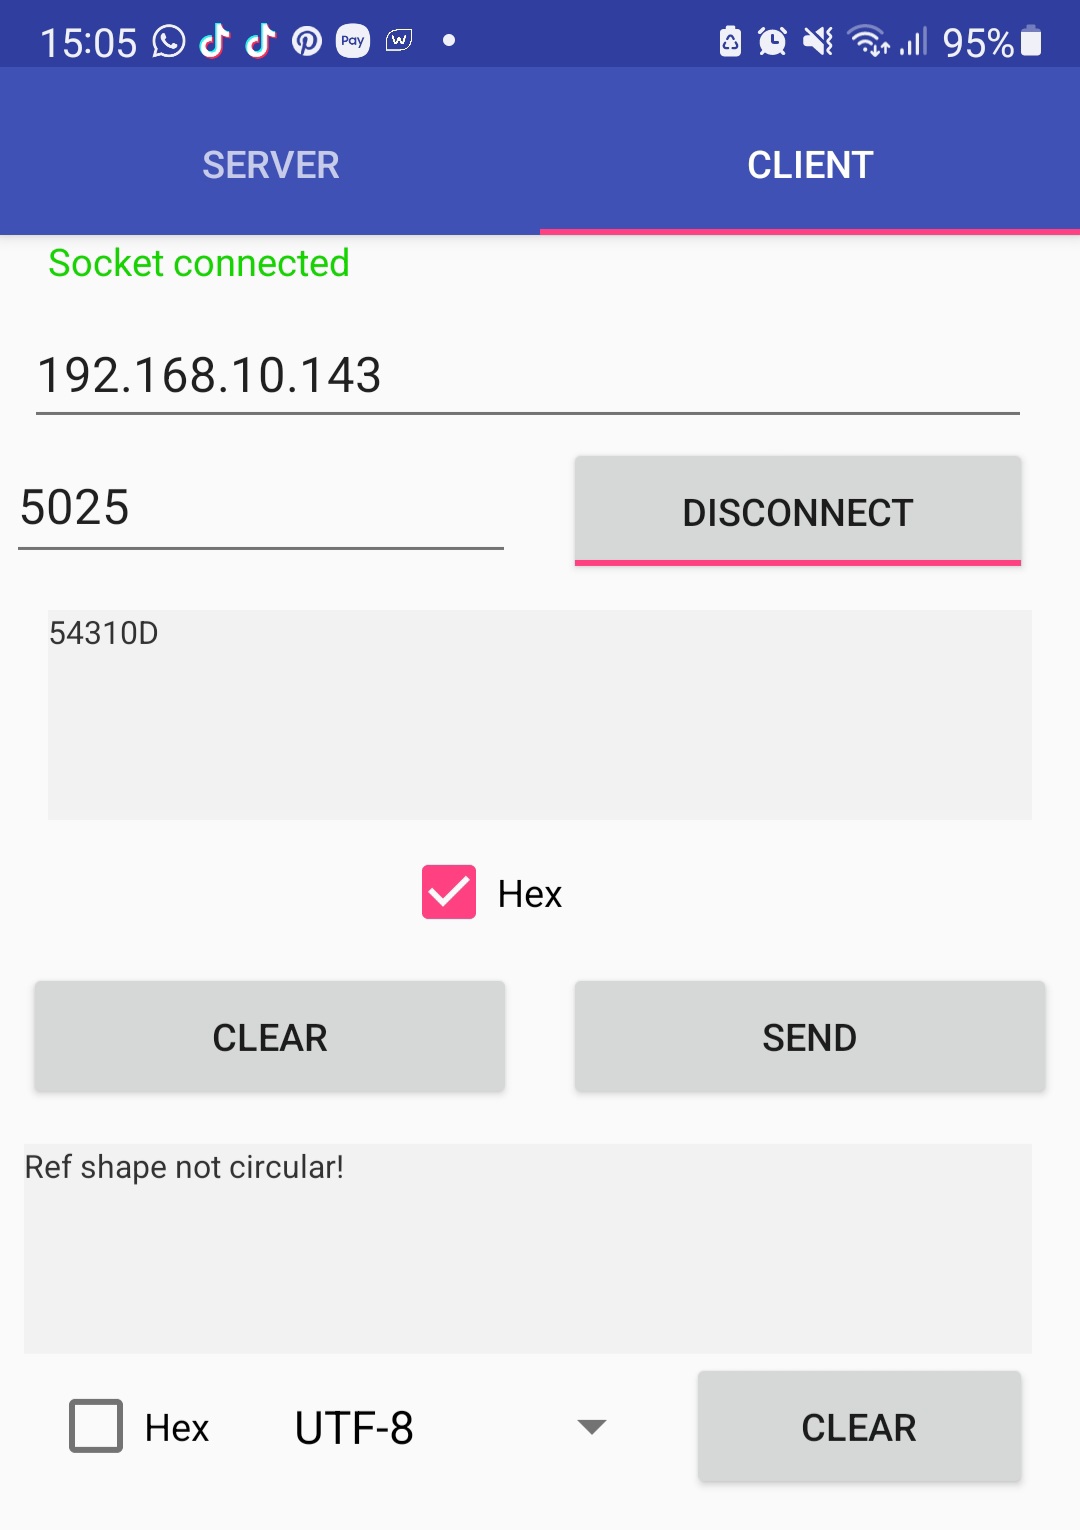 15:05 Pay W 95%
SERVER CLIENT
Socket connected
192.168.10.143
5025 DISCONNECT
54310D
Hex
CLEAR SEND
Ref shape not circular!
Hex UTF-8 CLEAR